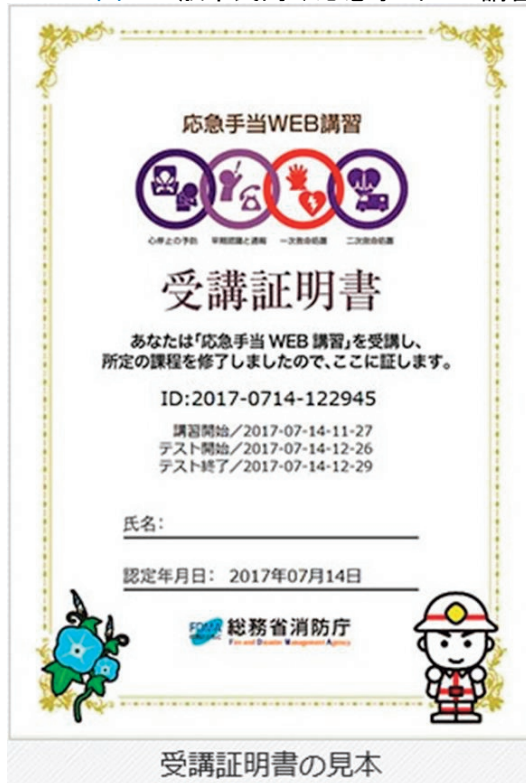 応急手当WEB講習
心停止の予防 早期認識と通報 一次救命処置 二次救命処置
受講証明書
あなたは「応急手当 WEB 講習」を受講し、
所定の課程を修了しましたので、ここに証します。
ID:2017-0714-122945
講習開始/2017-07-14-11-27
テスト開始/2017-07-14-12-26
テスト終了/2017-07-14-12-29
氏名:
認定年月日: 2017年07月14日
FDMA 総務省消防庁
Fire and Disaster Management Agency
受講証明書の見本